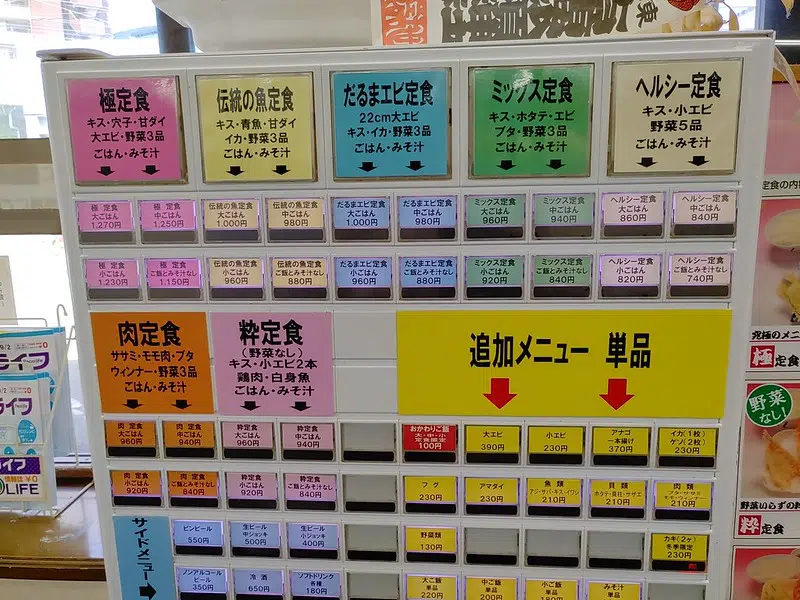 極定食
キス・穴子・甘ダイ
大エビ・野菜3品
ごはん・みそ汁
伝統の魚定食
キス・青魚・甘ダイ
イカ・野菜3品
ごはん・みそ汁
だるまエビ定食
22cm大エビ
キス・イカ・野菜3品
ごはん・みそ汁
ミックス定食
キス・ホタテ・エビ
ブタ・野菜3品
ごはん・みそ汁
ヘルシー定食
キス・小エビ
野菜5品
ごはん・みそ汁
極 定食
大ごはん
1,270円
極 定食
中ごはん
1,250円
伝統の魚定食
大ごはん
1,000円
伝統の魚定食
中ごはん
980円
だるまエビ定食
大ごはん
1,000円
だるまエビ定食
中ごはん
980円
ミックス定食
大ごはん
960円
ミックス定食
中ごはん
940円
ヘルシー定食
大ごはん
860円
ヘルシー定食
中ごはん
840円
極 定食
小ごはん
1,230円
極 定食
ご飯とみそ汁なし
1,150円
伝統の魚定食
小ごはん
960円
伝統の魚定食
ご飯とみそ汁なし
880円
だるまエビ定食
小ごはん
960円
だるまエビ定食
ご飯とみそ汁なし
880円
ミックス定食
小ごはん
920円
ミックス定食
ご飯とみそ汁なし
840円
ヘルシー定食
小ごはん
820円
ヘルシー定食
ご飯とみそ汁なし
740円
肉定食
ササミ・モモ肉・ブタ
ウィンナー・野菜3品
ごはん・みそ汁
粋定食
(野菜なし)
キス・小エビ2本
鶏肉・白身魚
ごはん・みそ汁
追加メニュー 単品
肉 定食
大ごはん
960円
肉 定食
中ごはん
940円
粋定食
大ごはん
960円
粋定食
中ごはん
940円
おかわりご飯
大・中・小
定食限定
100円
大エビ
390円
小エビ
230円
アナゴ
一本揚げ
370円
イカ(1枚)
ゲソ(2枚)
230円
肉 定食
小ごはん
920円
肉 定食
ご飯とみそ汁なし
840円
粋定食
小ごはん
920円
粋定食
ご飯とみそ汁なし
840円
フグ
230円
アマダイ
230円
魚類
アジ・サバ・キス・イワシ
210円
貝類
ホタテ・貝柱・サザエ
210円
肉類
210円
サイドメニュー
ビンビール
550円
生ビール
中ジョッキ
500円
生ビール
小ジョッキ
400円
野菜類
130円
カキ(2ヶ)
冬季限定
230円
ノンアルコール
ビール
350円
冷酒
650円
ソフトドリンク
各種
180円
大ご飯
単品
220円
中ご飯
単品
200円
小ご飯
単品
180円
みそ汁
単品
定食の内
究極のメニ
極定食
野菜
なし!
野菜いらずの
粋定食
ライフ
LIFE